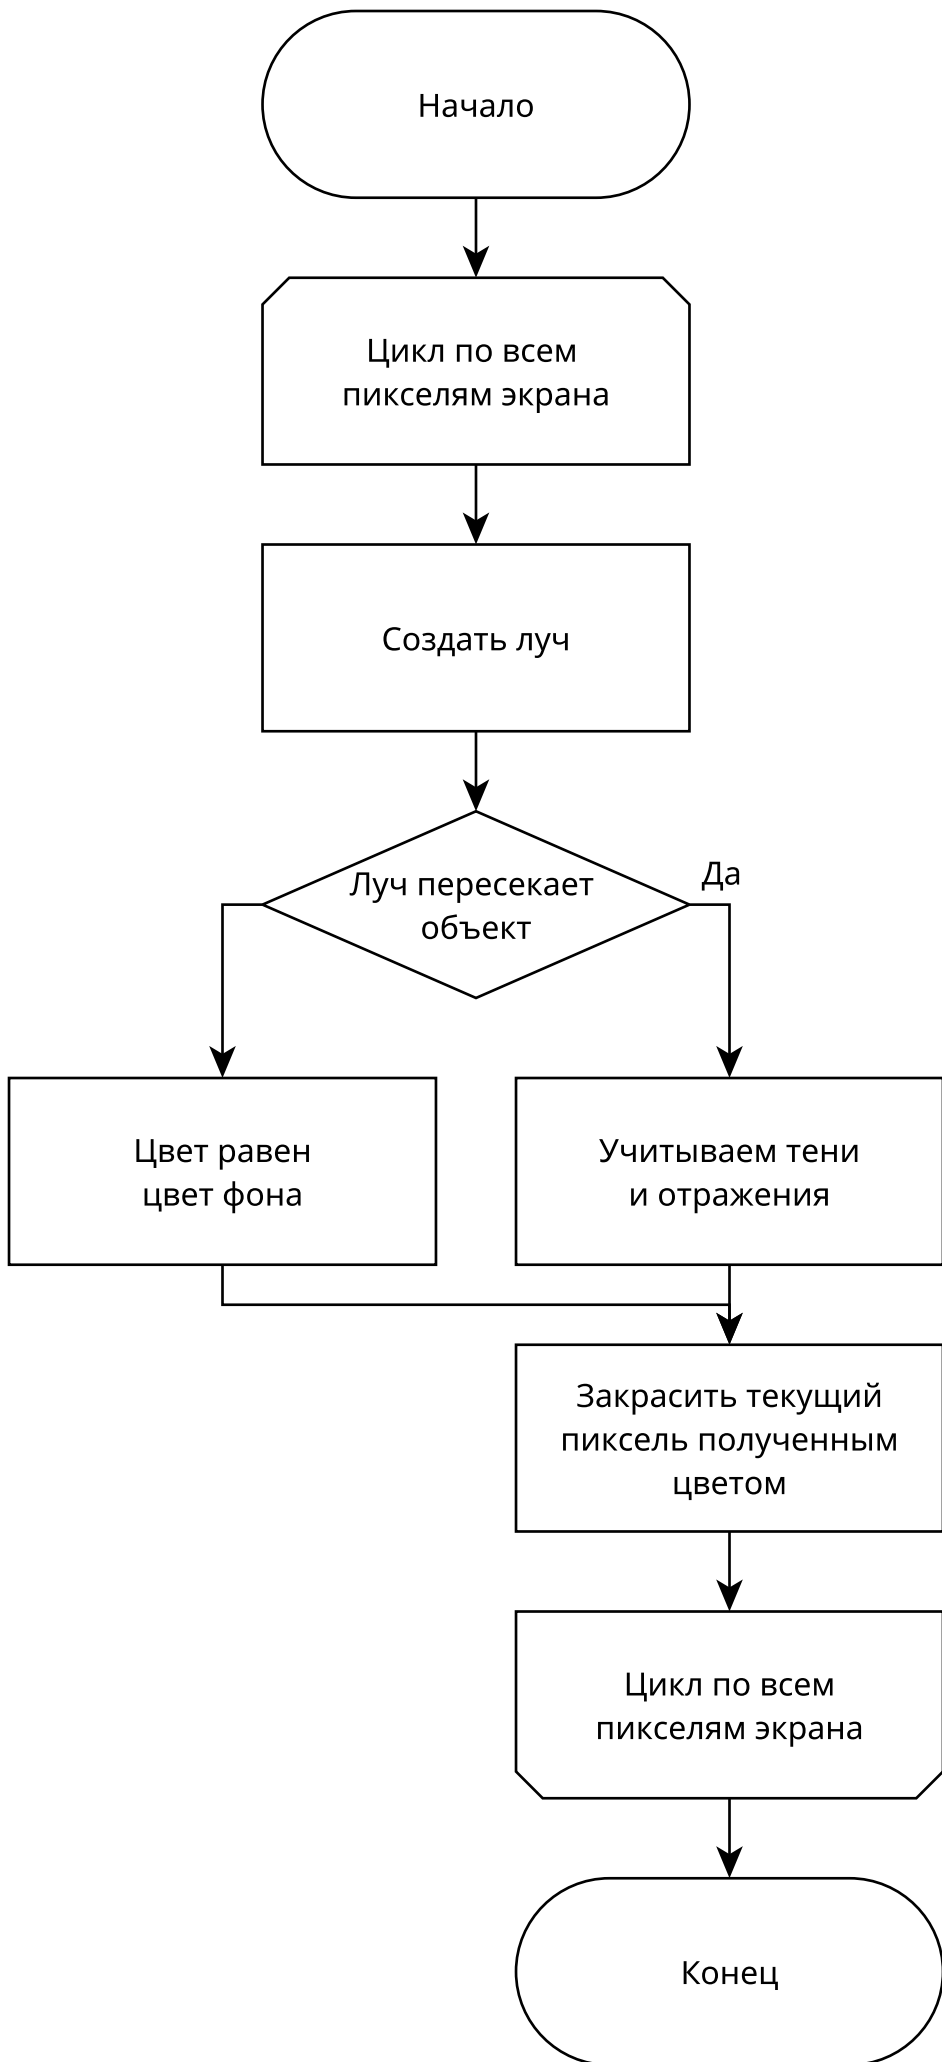 Начало
Цикл по всем
пикселям экрана
Создать луч
Луч пересекает
объект
Да
Цвет равен
цвет фона
Учитываем тени
и отражения
Закрасить текущий
пиксель полученным
цветом
Цикл по всем
пикселям экрана
Конец